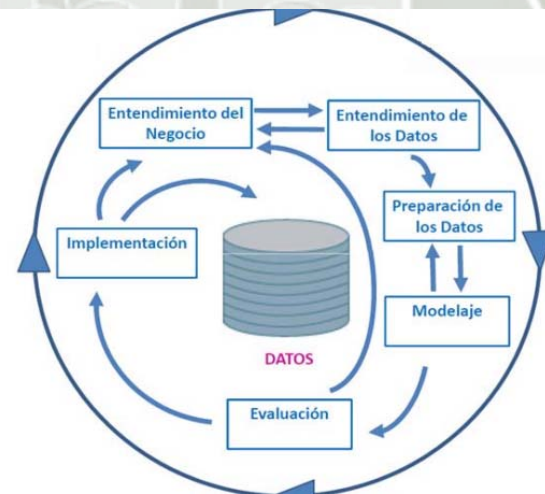 Entendimiento del
Negocio
Entendimiento de
los Datos
Preparación de
los Datos
Implementación
Modelaje
DATOS
Evaluación